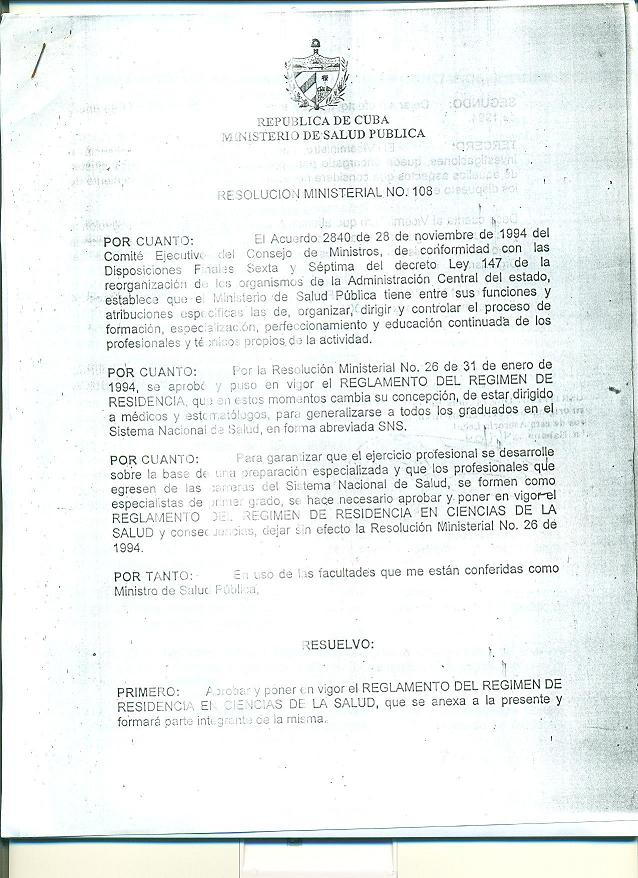 REPUBLICA DE CUBA
MINISTERIO DE SALUD PUBLICA
RESOLUCION MINISTERIAL NO. 108
POR CUANTO: El Acuerdo 2840 de 28 de noviembre de 1994 del
Comité Ejecutivo del Consejo de Ministros, de conformidad con las
Disposiciones Finales Sexta y Séptima del decreto Ley 147 de la
reorganización de los organismos de la Administración Central del estado,
establece que el Ministerio de Salud Pública tiene entre sus funciones y
atribuciones específicas las de, organizar, dirigir y controlar el proceso de
formación, especialización, perfeccionamiento y educación continuada de los
profesionales y técnicos propios de la actividad.
POR CUANTO: Por la Resolución Ministerial No. 26 de 31 de enero de
1994, se aprobó y puso en vigor el REGLAMENTO DEL REGIMEN DE
RESIDENCIA, que en estos momentos cambia su concepción, de estar dirigido
a médicos y estomatólogos, para generalizarse a todos los graduados en el
Sistema Nacional de Salud, en forma abreviada SNS.
POR CUANTO: Para garantizar que el ejercicio profesional se desarrolle
sobre la base de una preparación especializada y que los profesionales que
egresen de las carreras del Sistema Nacional de Salud, se formen como
especialistas de primer grado, se hace necesario aprobar y poner en vigor el
REGLAMENTO DEL REGIMEN DE RESIDENCIA EN CIENCIAS DE LA
SALUD y consecuencias, dejar sin efecto la Resolución Ministerial No. 26 de
1994.
POR TANTO: En uso de las facultades que me están conferidas como
Ministro de Salud Pública,
RESUELVO:
PRIMERO: Aprobar y poner en vigor el REGLAMENTO DEL REGIMEN DE
RESIDENCIA EN CIENCIAS DE LA SALUD, que se anexa a la presente y
formará parte integrante de la misma.